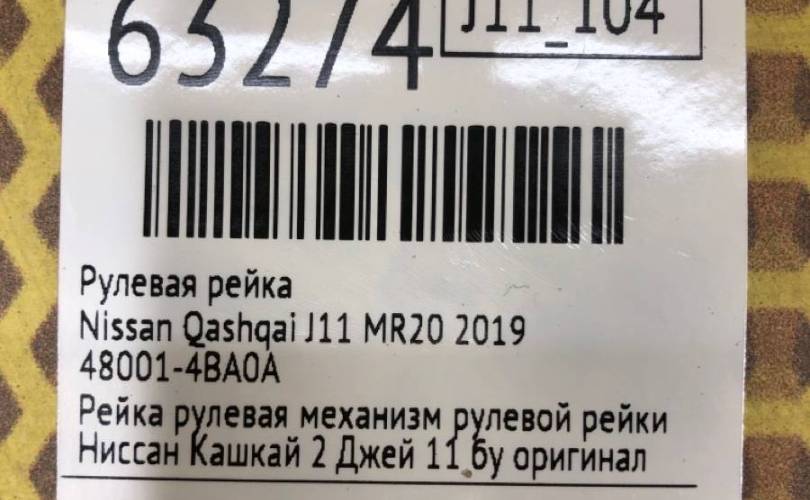 63274
J11_104
Рулевая рейка
Nissan Qashqai J11 MR20 2019
48001-4BA0A
Рейка рулевая механизм рулевой рейки
Ниссан Кашкай 2 Джей 11 бу оригинал